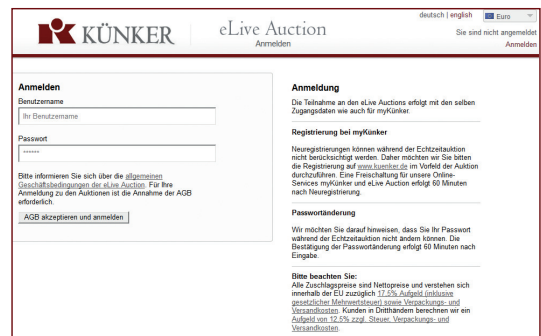 deutsch | english
Euro
KÜNKER
eLive Auction
Anmelden
Sie sind nicht angemeldet
Anmelden
Anmelden
Benutzername
Ihr Benutzername
Passwort
******
Bitte informieren Sie sich über die allgemeinen
Geschäftsbedingungen der eLive Auction. Für Ihre
Anmeldung zu den Auktionen ist die Annahme der AGB
erforderlich.
AGB akzeptieren und anmelden
Anmeldung
Die Teilnahme an den eLive Auctions erfolgt mit den selben
Zugangsdaten wie auch für myKünker.
Registrierung bei myKünker
Neuregistrierungen können während der Echtzeitauktion
nicht berücksichtigt werden. Daher möchten wir Sie bitten
die Registrierung auf www.kuenker.de im Vorfeld der Auktion
durchzuführen. Eine Freischaltung für unsere Online-
Services myKünker und eLive Auction erfolgt 60 Minuten
nach Neuregistrierung.
Passwortänderung
Wir möchten Sie darauf hinweisen, dass Sie Ihr Passwort
während der Echtzeitauktion nicht ändern können. Die
Bestätigung der Passwortänderung erfolgt 60 Minuten nach
Eingabe.
Bitte beachten Sie:
Alle Zuschlagspreise sind Nettopreise und verstehen sich
innerhalb der EU zuzüglich 17.5% Aufgeld (inklusive
gesetzlicher Mehrwertsteuer) sowie Verpackungs- und
Versandkosten. Kunden in Drittländern berechnen wir ein
Aufgeld von 12.5% zzgl. Steuer, Verpackungs- und
Versandkosten.